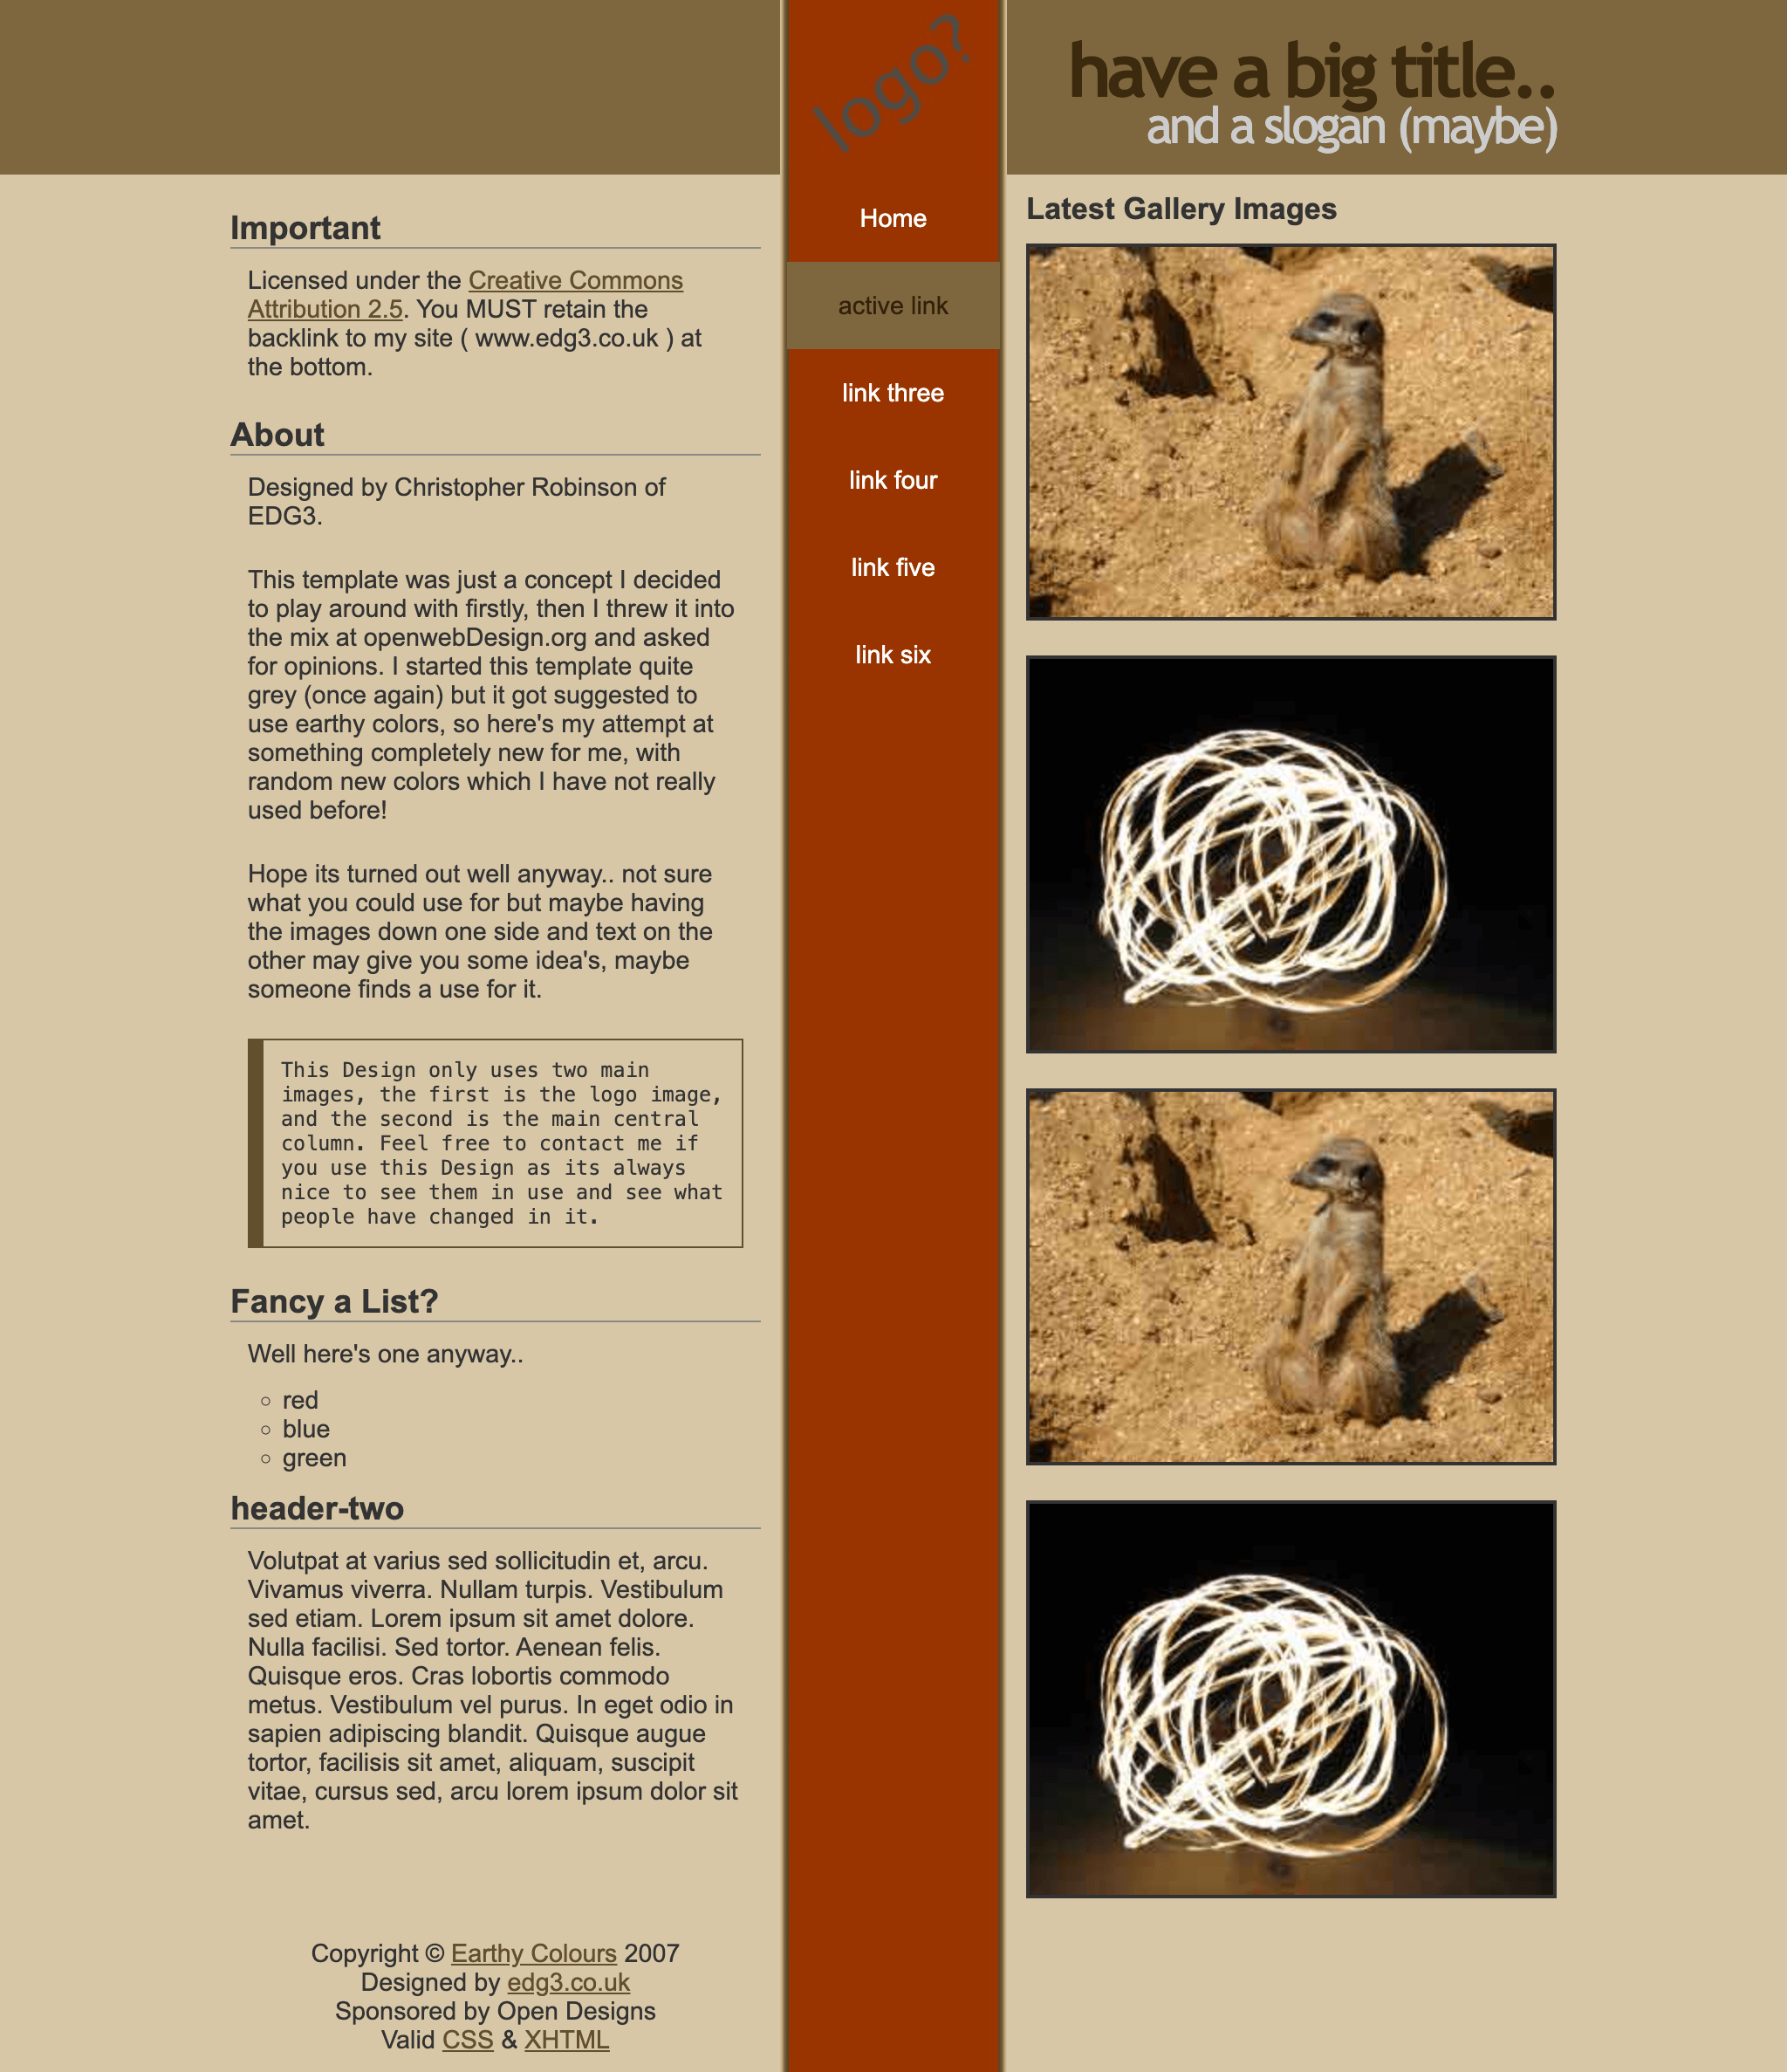 logo?
have a big title..
and a slogan (maybe)
Important
Licensed under the Creative Commons
Attribution 2.5. You MUST retain the
backlink to my site ( www.edg3.co.uk ) at
the bottom.
About
Designed by Christopher Robinson of
EDG3.
This template was just a concept I decided
to play around with firstly, then I threw it into
the mix at openwebDesign.org and asked
for opinions. I started this template quite
grey (once again) but it got suggested to
use earthy colors, so here's my attempt at
something completely new for me, with
random new colors which I have not really
used before!
Hope its turned out well anyway.. not sure
what you could use for but maybe having
the images down one side and text on the
other may give you some idea's, maybe
someone finds a use for it.
This Design only uses two main
images, the first is the logo image,
and the second is the main central
column. Feel free to contact me if
you use this Design as its always
nice to see them in use and see what
people have changed in it.
Fancy a List?
Well here's one anyway..
red
blue
green
header-two
Volutpat at varius sed sollicitudin et, arcu.
Vivamus viverra. Nullam turpis. Vestibulum
sed etiam. Lorem ipsum sit amet dolore.
Nulla facilisi. Sed tortor. Aenean felis.
Quisque eros. Cras lobortis commodo
metus. Vestibulum vel purus. In eget odio in
sapien adipiscing blandit. Quisque augue
tortor, facilisis sit amet, aliquam, suscipit
vitae, cursus sed, arcu lorem ipsum dolor sit
amet.
Copyright © Earthy Colours 2007
Designed by edg3.co.uk
Sponsored by Open Designs
Valid CSS & XHTML
Home
active link
link three
link four
link five
link six
Latest Gallery Images